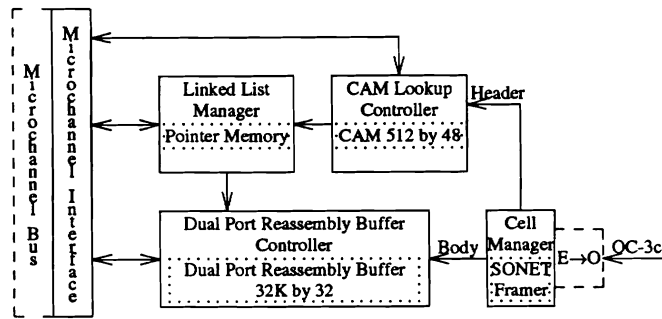 Microchannel Bus
Microchannel Interface
Linked List
Manager
Pointer Memory
CAM Lookup
Controller
CAM 512 by 48
Header
Dual Port Reassembly Buffer
Controller
Dual Port Reassembly Buffer
32K by 32
Body
Cell
Manager
SONET
Framer
E→O
OC-3c